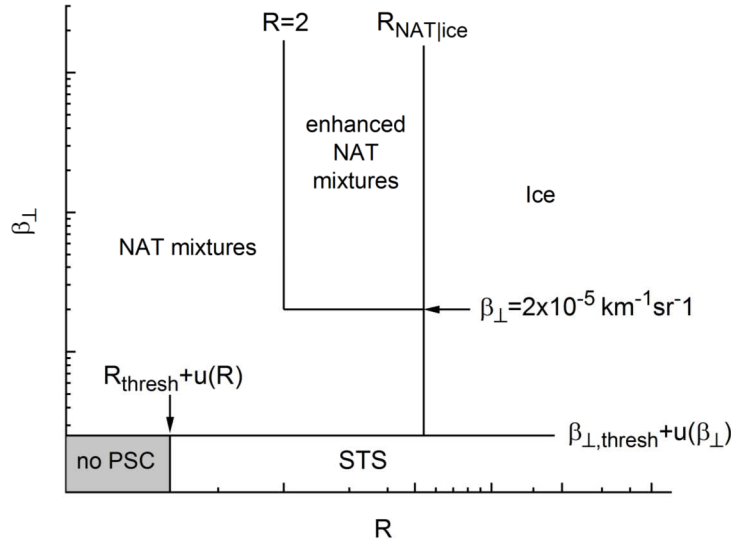 R=2
R_NAT|ice
enhanced
NAT
mixtures
Ice
β⊥
NAT mixtures
β⊥=2x10⁻⁵ km⁻¹sr⁻¹
R_thresh+u(R)
β⊥,thresh+u(β⊥)
no PSC
STS
R